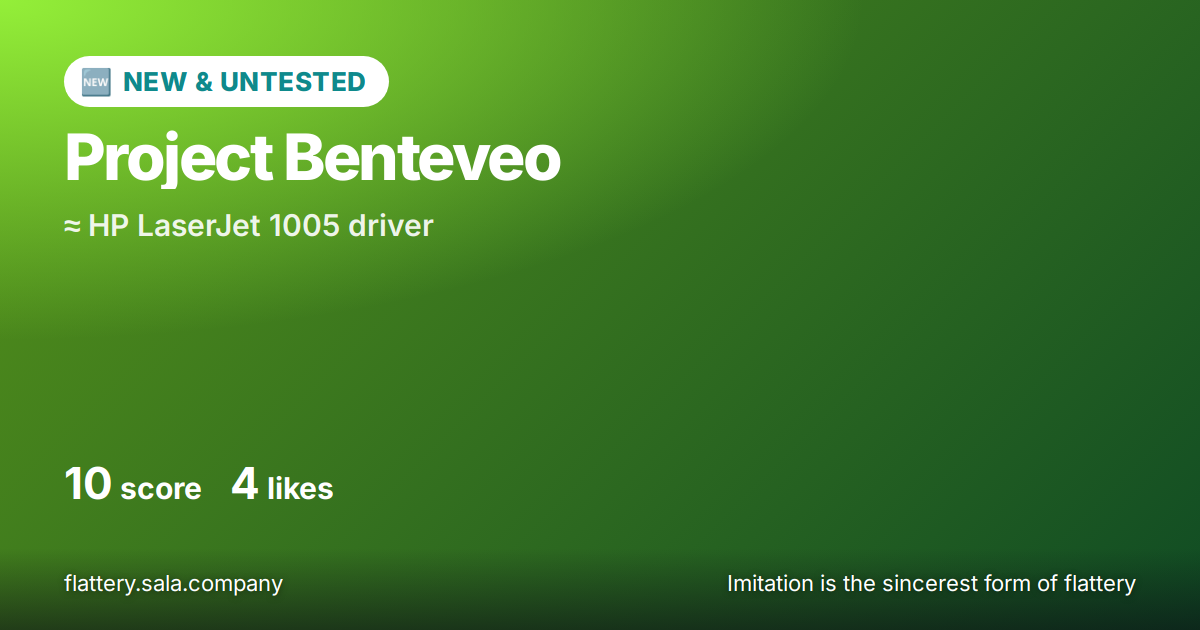 🆕 NEW & UNTESTED
Project Benteveo
≈ HP LaserJet 1005 driver
10 score 4 likes
flattery.sala.company
Imitation is the sincerest form of flattery